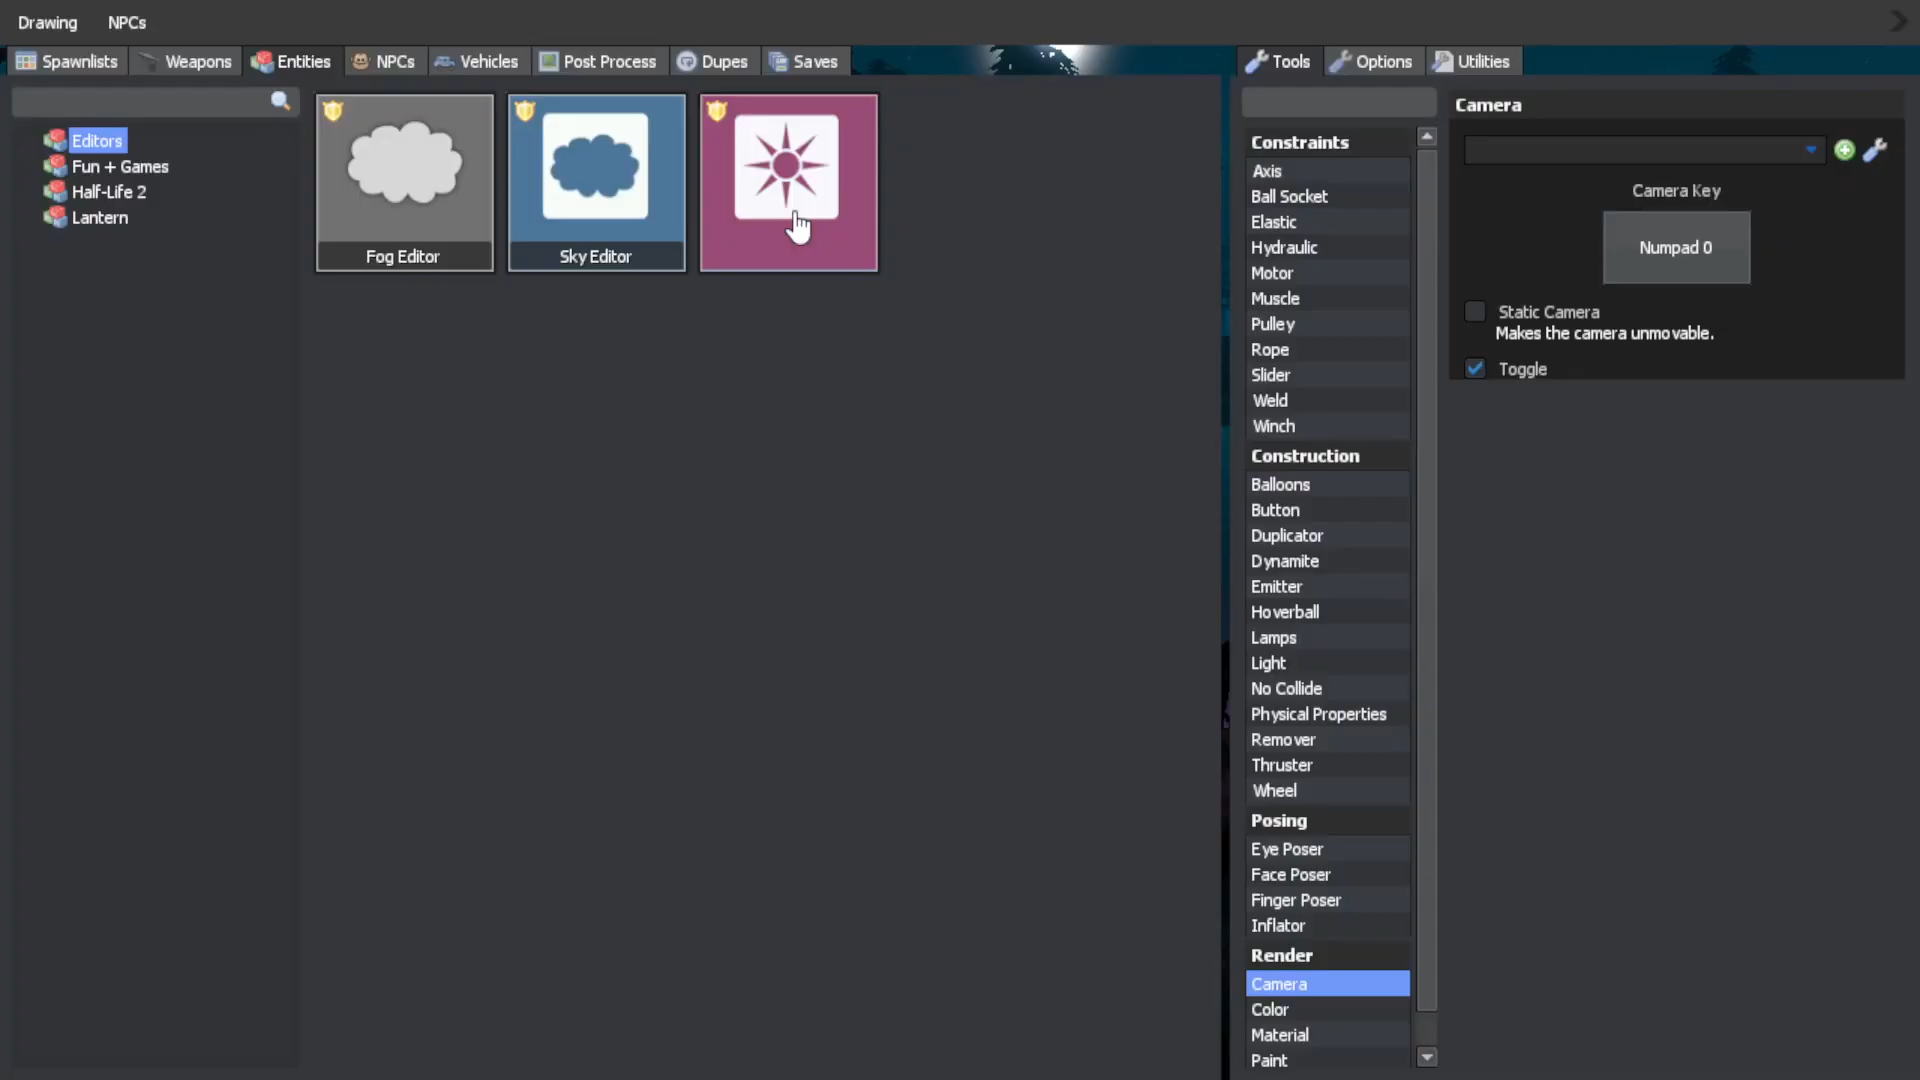 Drawing NPCs
Spawnlists Weapons Entities NPCs Vehicles Post Process Dupes Saves
Tools Options Utilities
Editors
Fun + Games
Half-Life 2
Lantern
Fog Editor
Sky Editor
Constraints
Axis
Ball Socket
Elastic
Hydraulic
Motor
Muscle
Pulley
Rope
Slider
Weld
Winch
Construction
Balloons
Button
Duplicator
Dynamite
Emitter
Hoverball
Lamps
Light
No Collide
Physical Properties
Remover
Thruster
Wheel
Posing
Eye Poser
Face Poser
Finger Poser
Inflator
Render
Camera
Color
Material
Paint
Camera
Camera Key
Numpad 0
Static Camera
Makes the camera unmovable.
Toggle